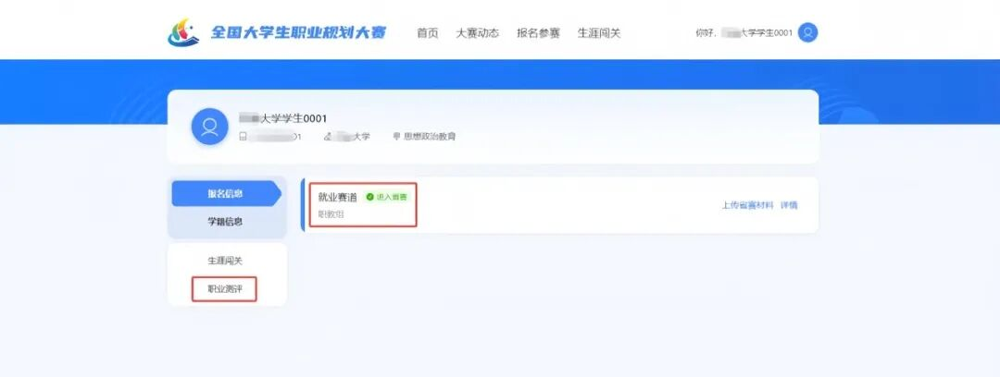 全国大学生职业规划大赛 首页 大赛动态 报名参赛 生涯闯关 你好, 大学学生0001
大学学生0001
01 大学 思想政治教育
报名信息
学籍信息
生涯闯关
职业测评
就业赛道 进入省赛
职教组
上传省赛材料 详情